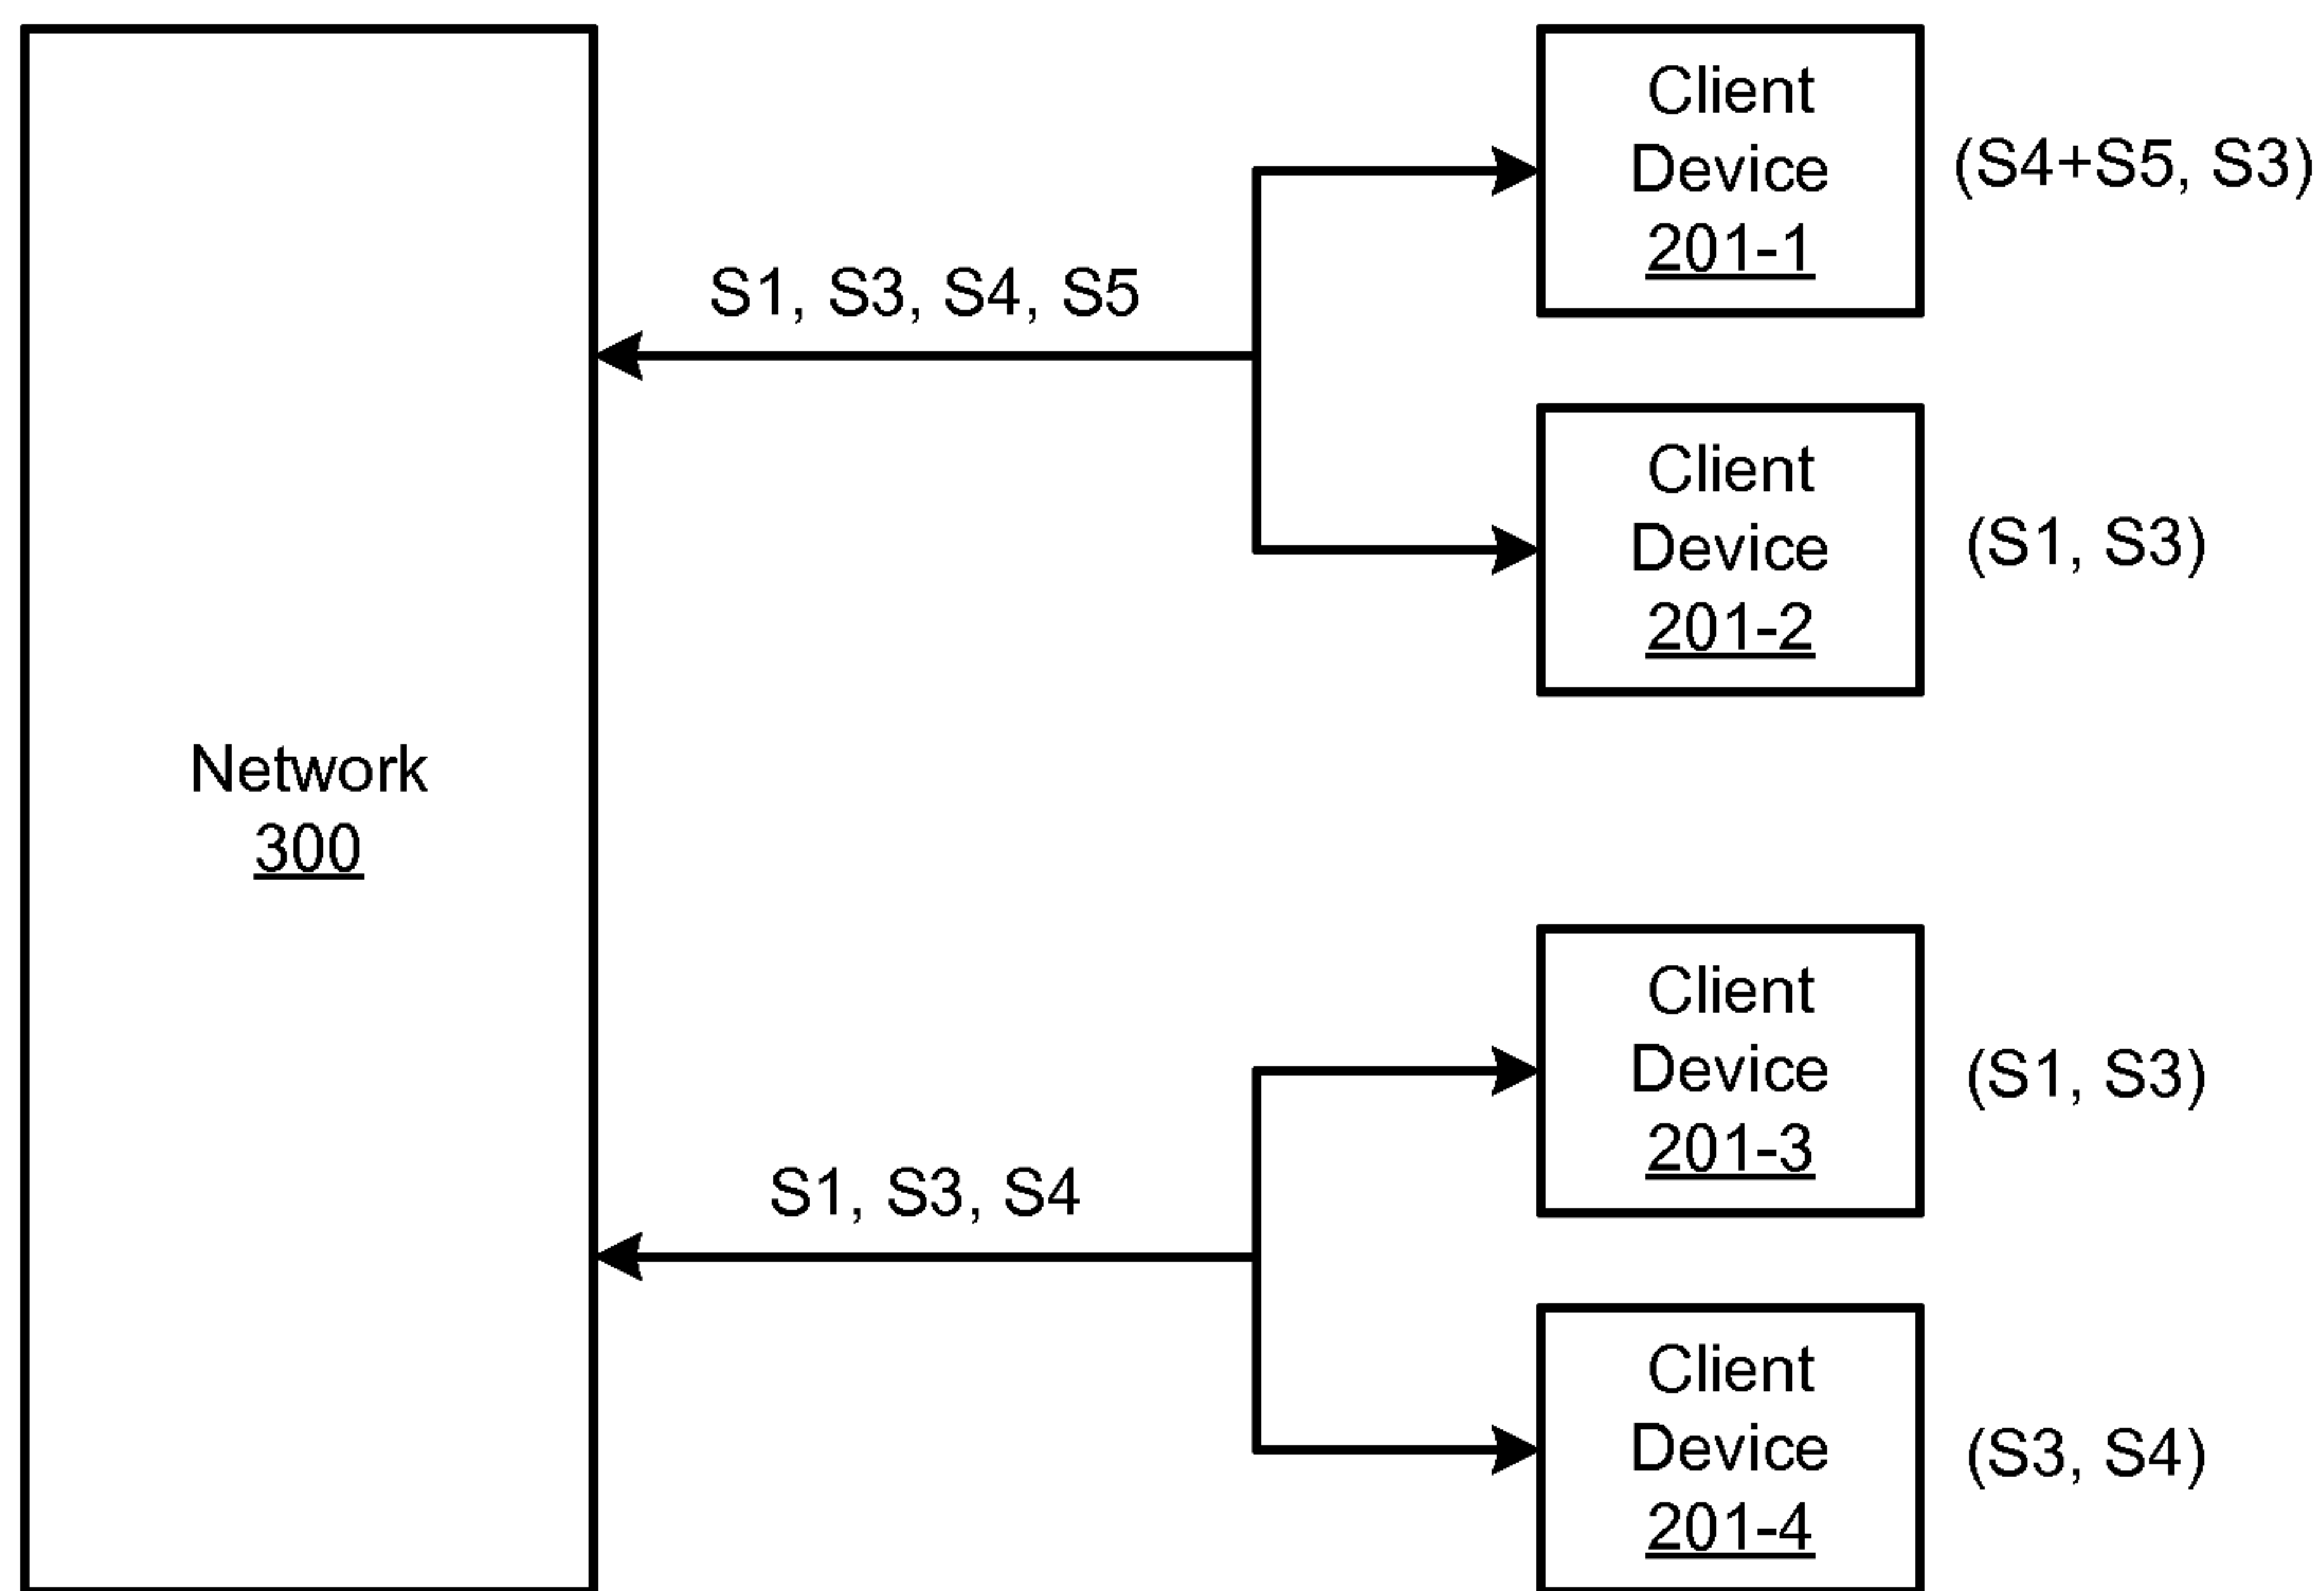 Client
Device
201-1
(S4+S5, S3)
S1, S3, S4, S5
Client
Device
201-2
(S1, S3)
Network
300
Client
Device
201-3
(S1, S3)
S1, S3, S4
Client
Device
201-4
(S3, S4)